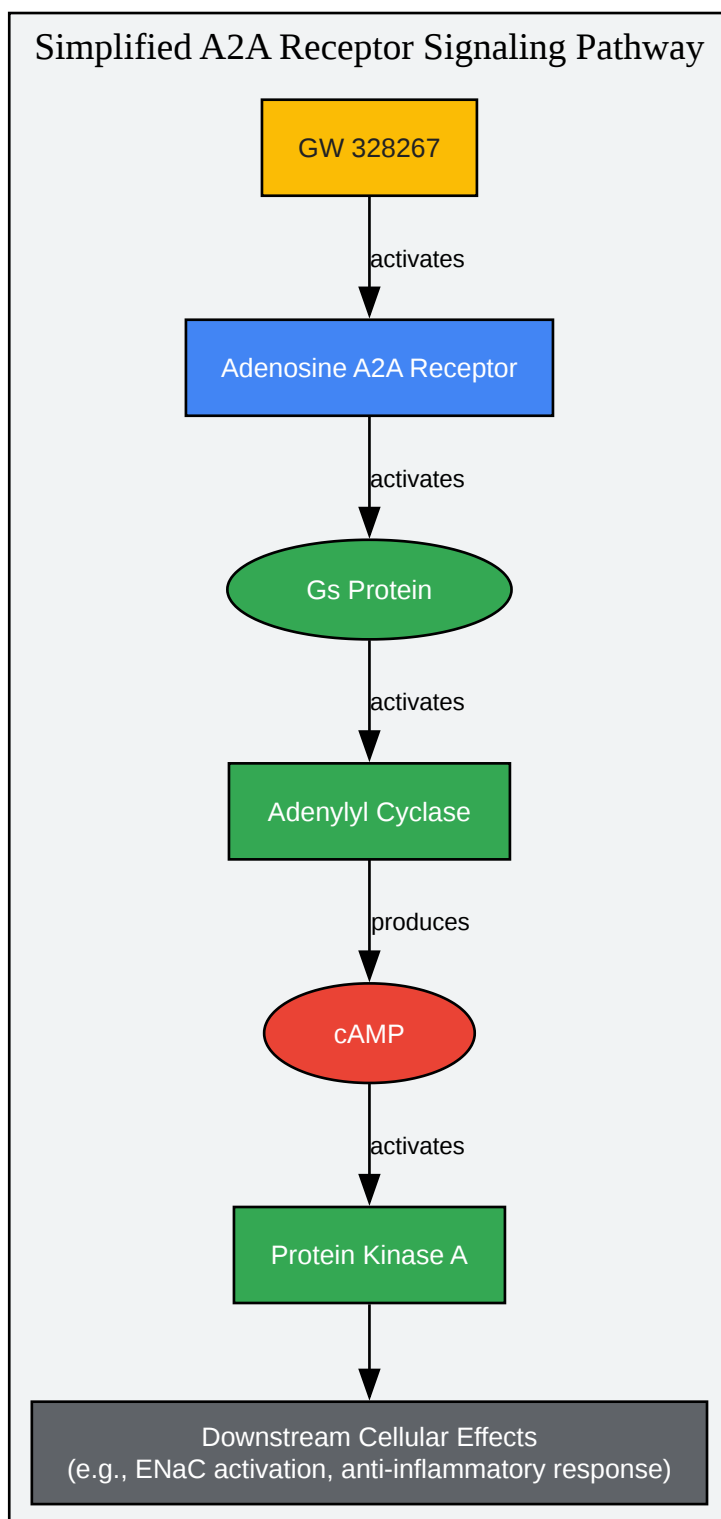 Simplified A2A Receptor Signaling Pathway
GW 328267
activates
Adenosine A2A Receptor
activates
Gs Protein
activates
Adenylyl Cyclase
produces
cAMP
activates
Protein Kinase A
Downstream Cellular Effects
(e.g., ENaC activation, anti-inflammatory response)